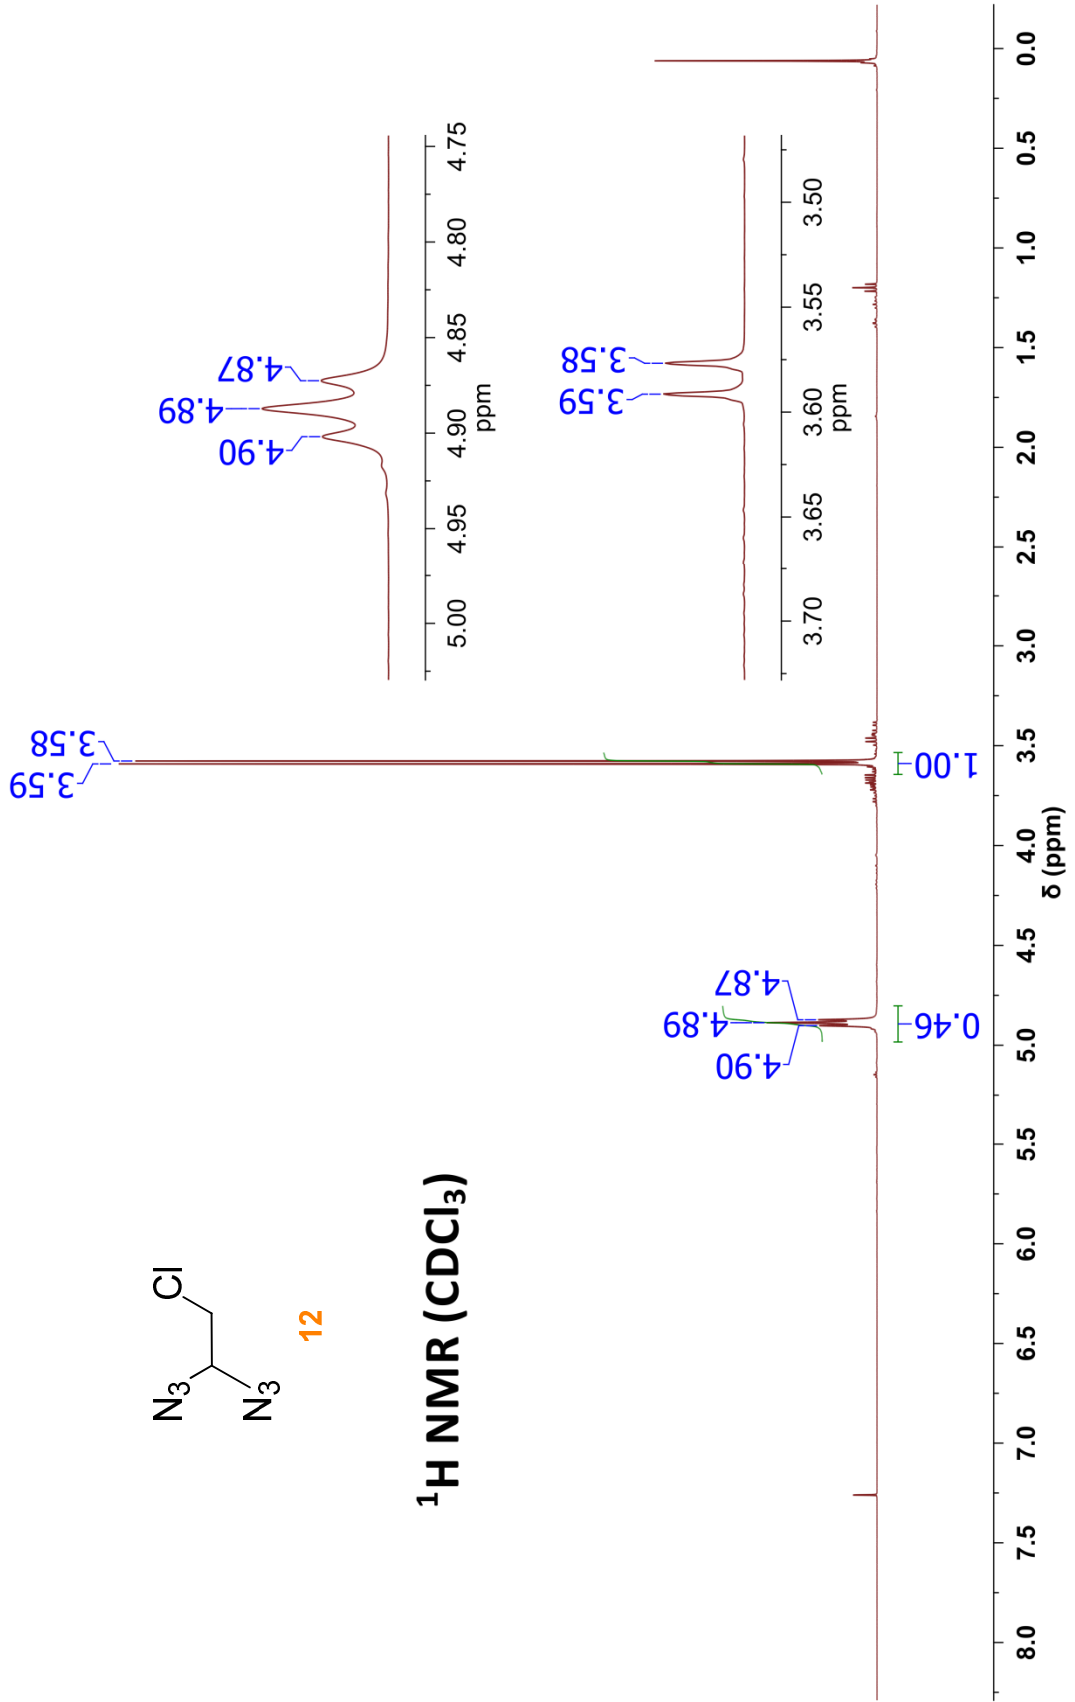 3.59
3.58
4.90
4.89
4.87
5.00 4.95 4.90 4.85 4.80 4.75
ppm
3.59
3.58
3.70 3.65 3.60 3.55 3.50
ppm
N3
N3
Cl
12
¹H NMR (CDCl₃)
4.90
4.89
4.87
0.46
1.00
8.0 7.5 7.0 6.5 6.0 5.5 5.0 4.5 4.0 3.5 3.0 2.5 2.0 1.5 1.0 0.5 0.0
δ (ppm)